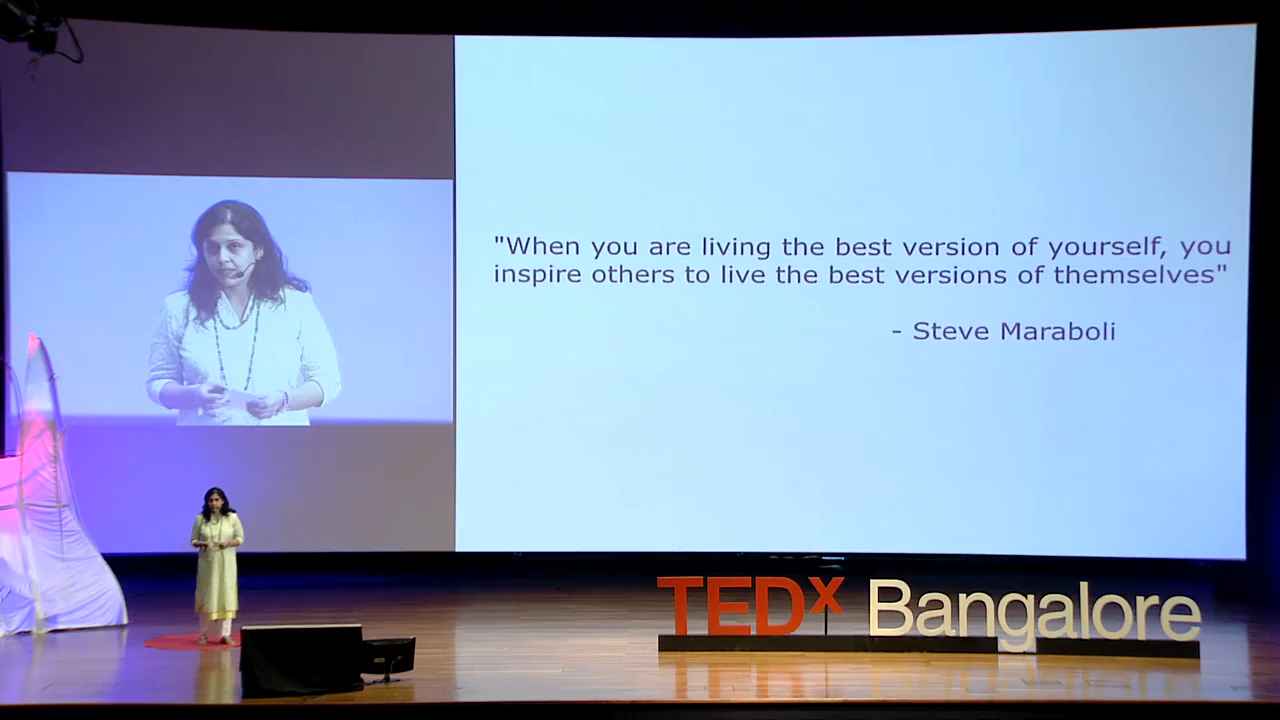 "When you are living the best version of yourself, you
inspire others to live the best versions of themselves"
- Steve Maraboli
TEDx Bangalore